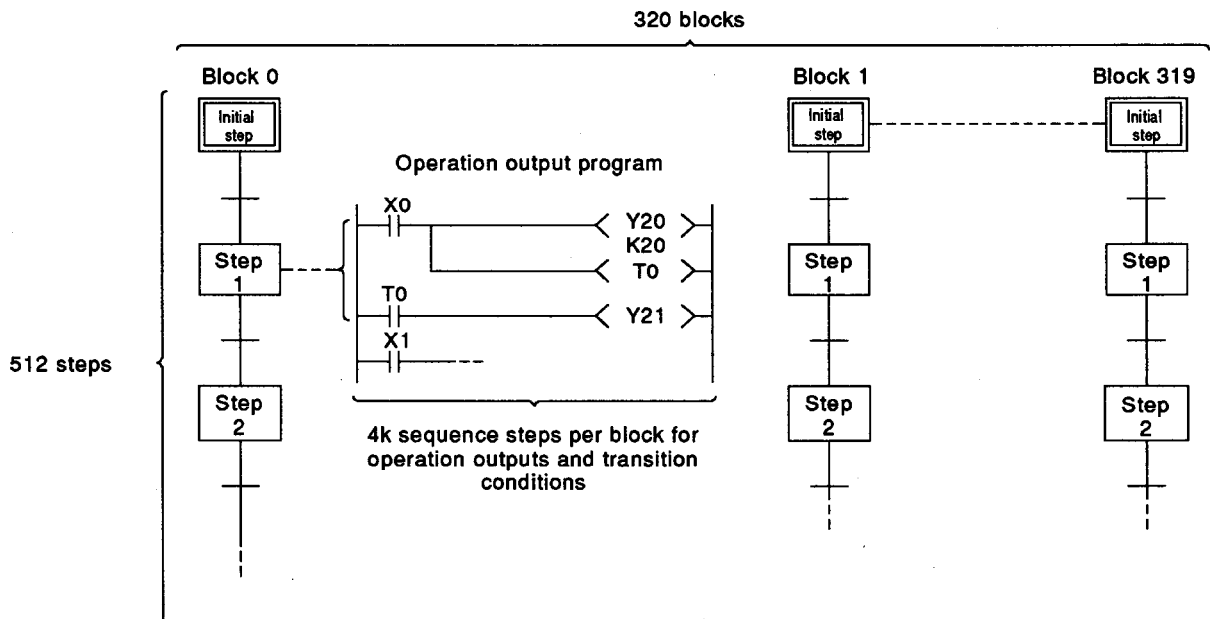 320 blocks
Block 0
Block 1
Block 319
Initial
step
Initial
step
Initial
step
Operation output program
X0
Y20
K20
T0
T0
Y21
X1
Step
1
Step
1
Step
1
512 steps
Step
2
Step
2
Step
2
4k sequence steps per block for
operation outputs and transition
conditions